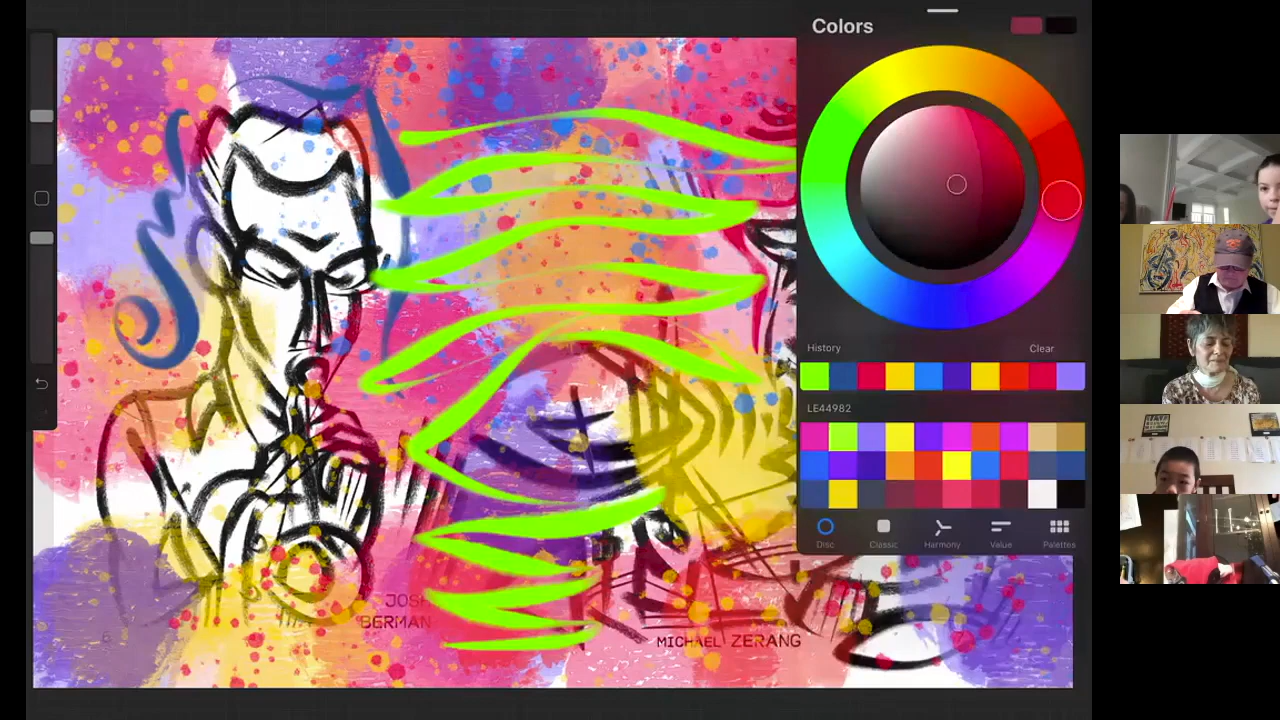 Colors
History
Clear
LE44982
Disc
Classic
Harmony
Value
Palettes
JOSH
BERMAN
MICHAEL ZERANG